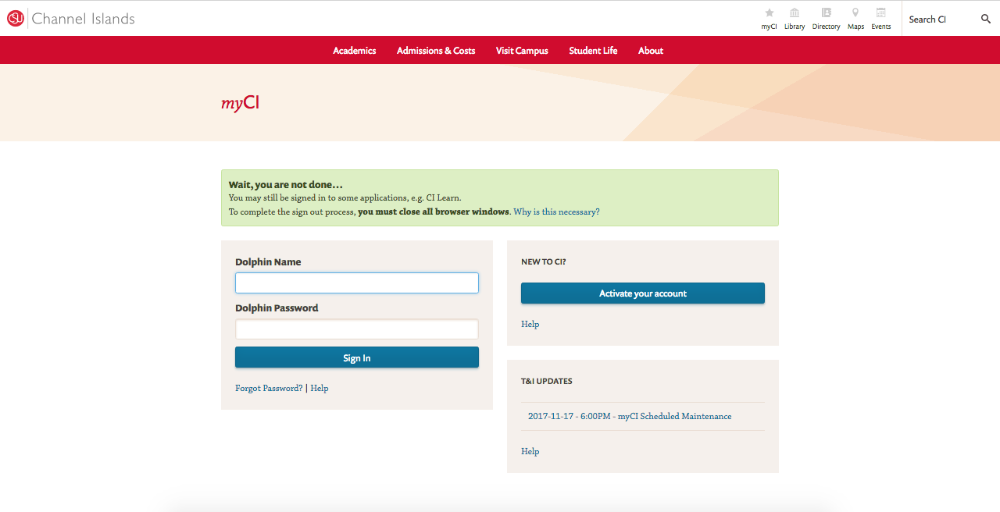 CSU Channel Islands
myCI Library Directory Maps Events
Search CI
Academics Admissions & Costs Visit Campus Student Life About
myCI
Wait, you are not done...
You may still be signed in to some applications, e.g. CI Learn.
To complete the sign out process, you must close all browser windows. Why is this necessary?
Dolphin Name
Dolphin Password
Sign In
Forgot Password? | Help
NEW TO CI?
Activate your account
Help
T&I UPDATES
2017-11-17 - 6:00PM - myCI Scheduled Maintenance
Help